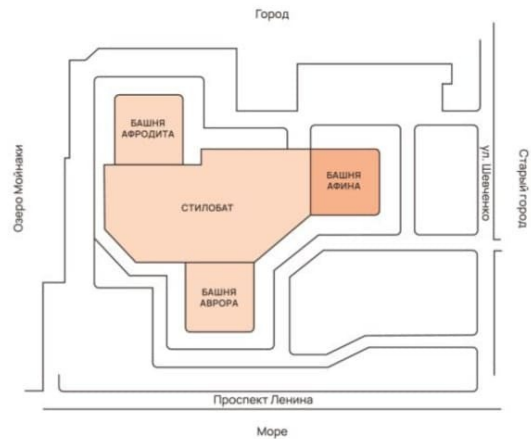 Город
БАШНЯ
АФРОДИТА
Озеро Мойнаки
СТИЛОБАТ
БАШНЯ
АФИНА
ул. Шевченко
Старый город
БАШНЯ
АВРОРА
Проспект Ленина
Море